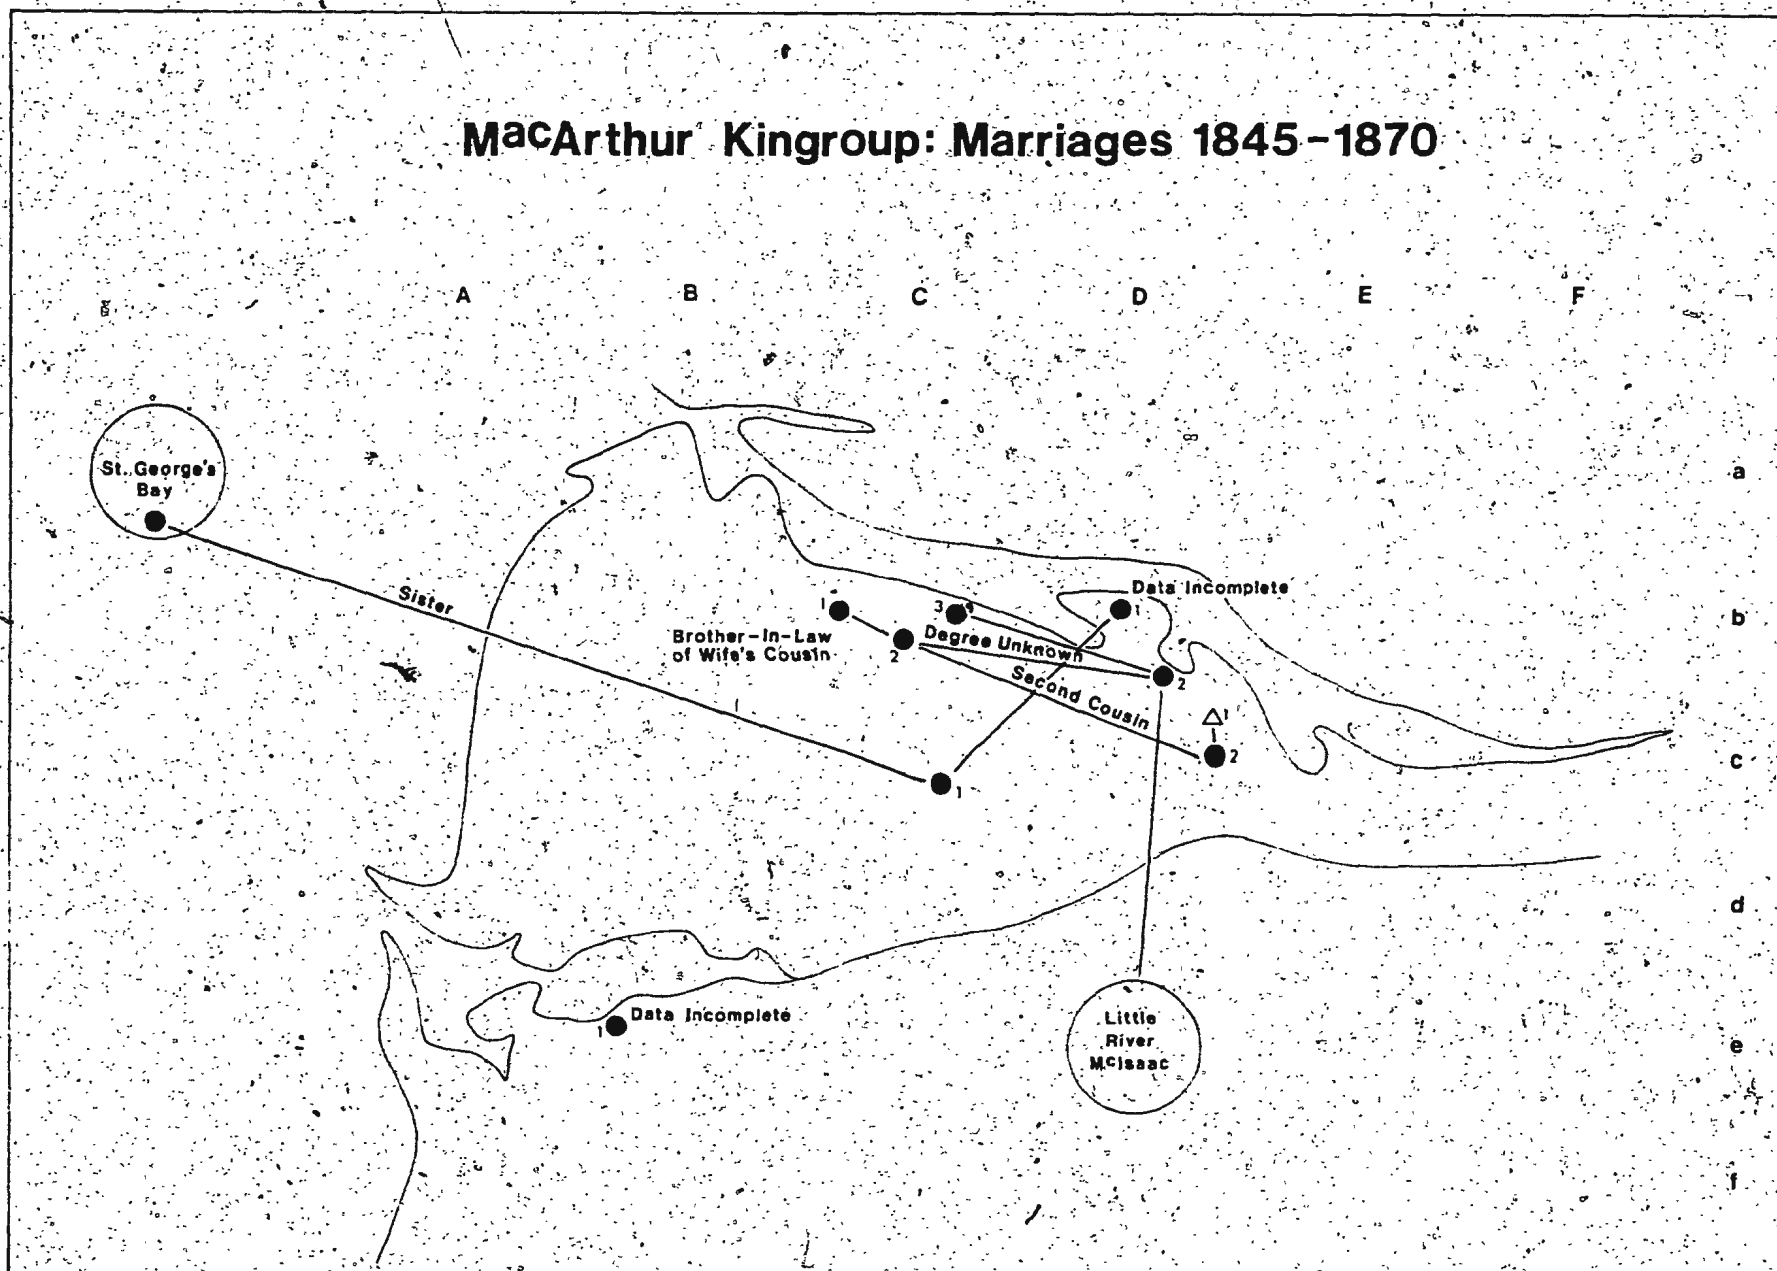 MacArthur Kingroup: Marriages 1845-1870
A B C D E F
St. George's
Bay
a
Sister
Data Incomplete
1 3 4 1
b
Brother-In-Law
of Wife's Cousin
2
Degree Unknown
2
Second Cousin
1
2
c
1
d
1 Data Incomplete
Little
River
McIsaac
e
f